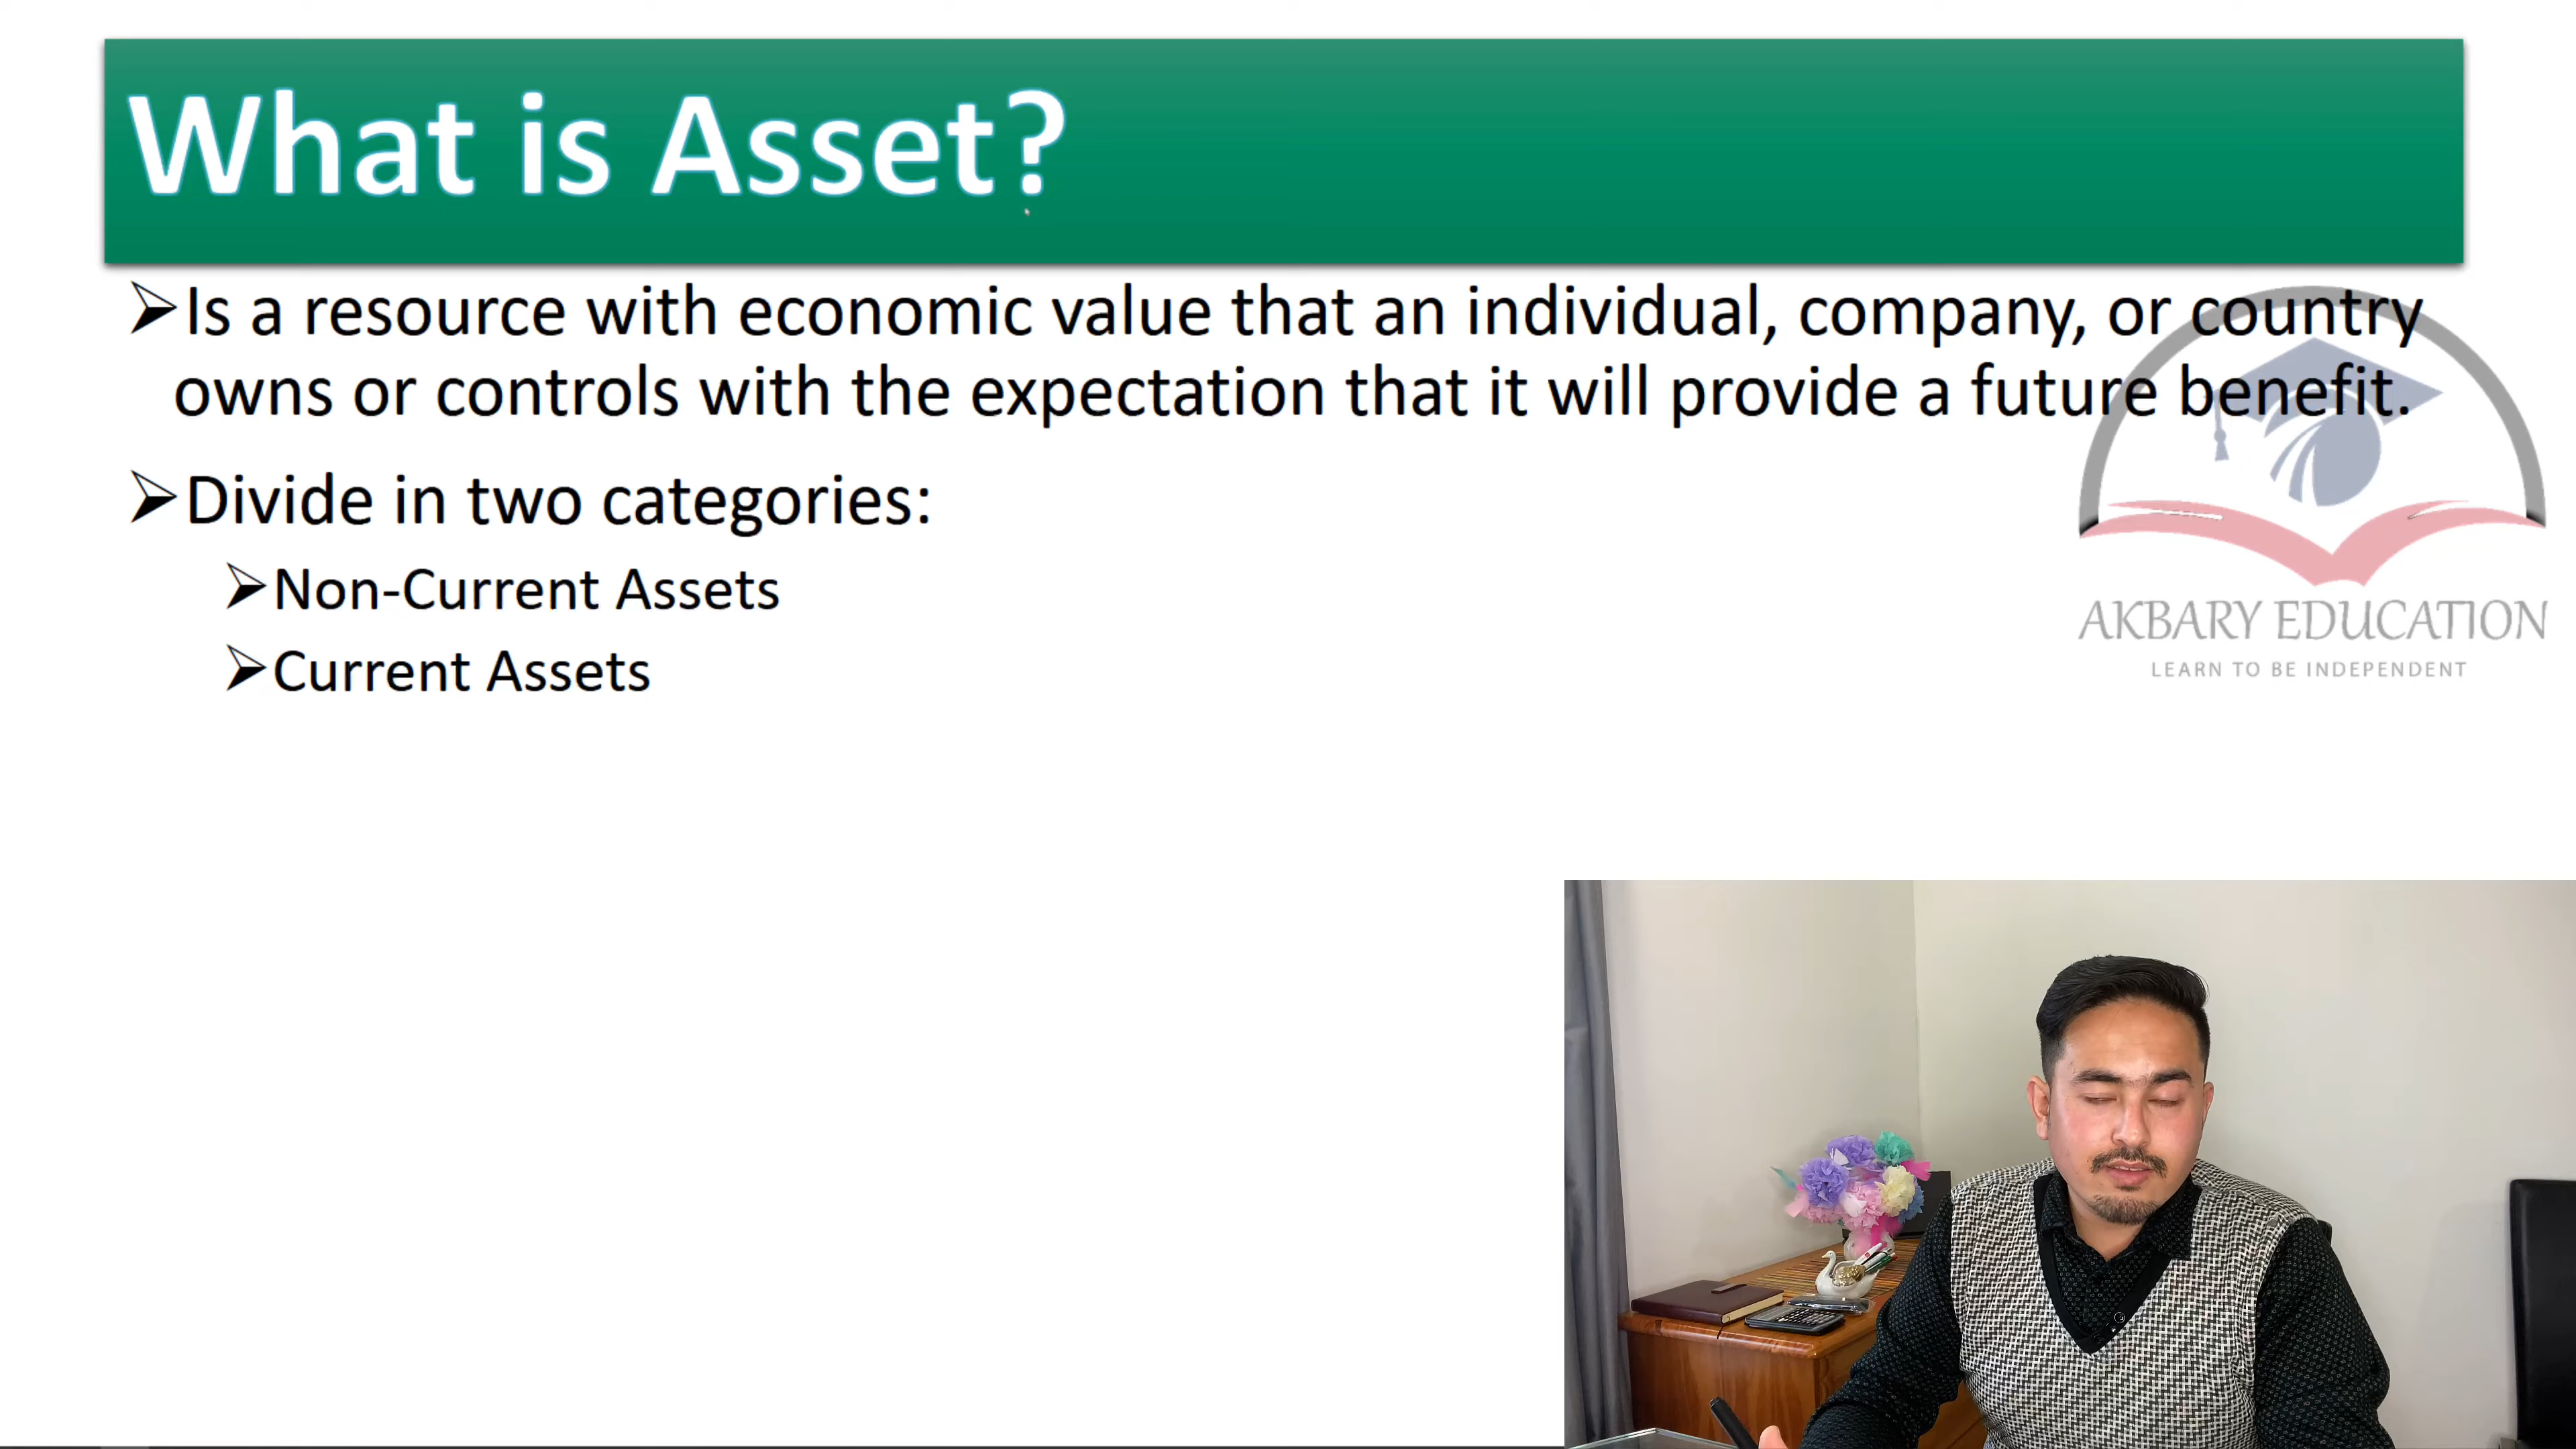 What is Asset?
➢Is a resource with economic value that an individual, company, or country
owns or controls with the expectation that it will provide a future benefit.
➢Divide in two categories:
➢Non-Current Assets
➢Current Assets
AKBARY EDUCATION
LEARN TO BE INDEPENDENT